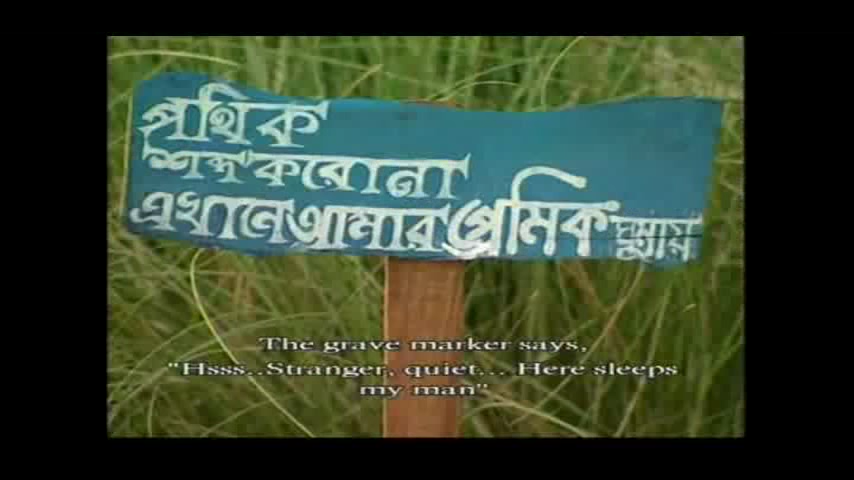 পথিক
শব্দ করোনা
এখানে আমার প্রেমিক ঘুমায়
The grave marker says,
"Hsss..Stranger, quiet... Here sleeps
my man"